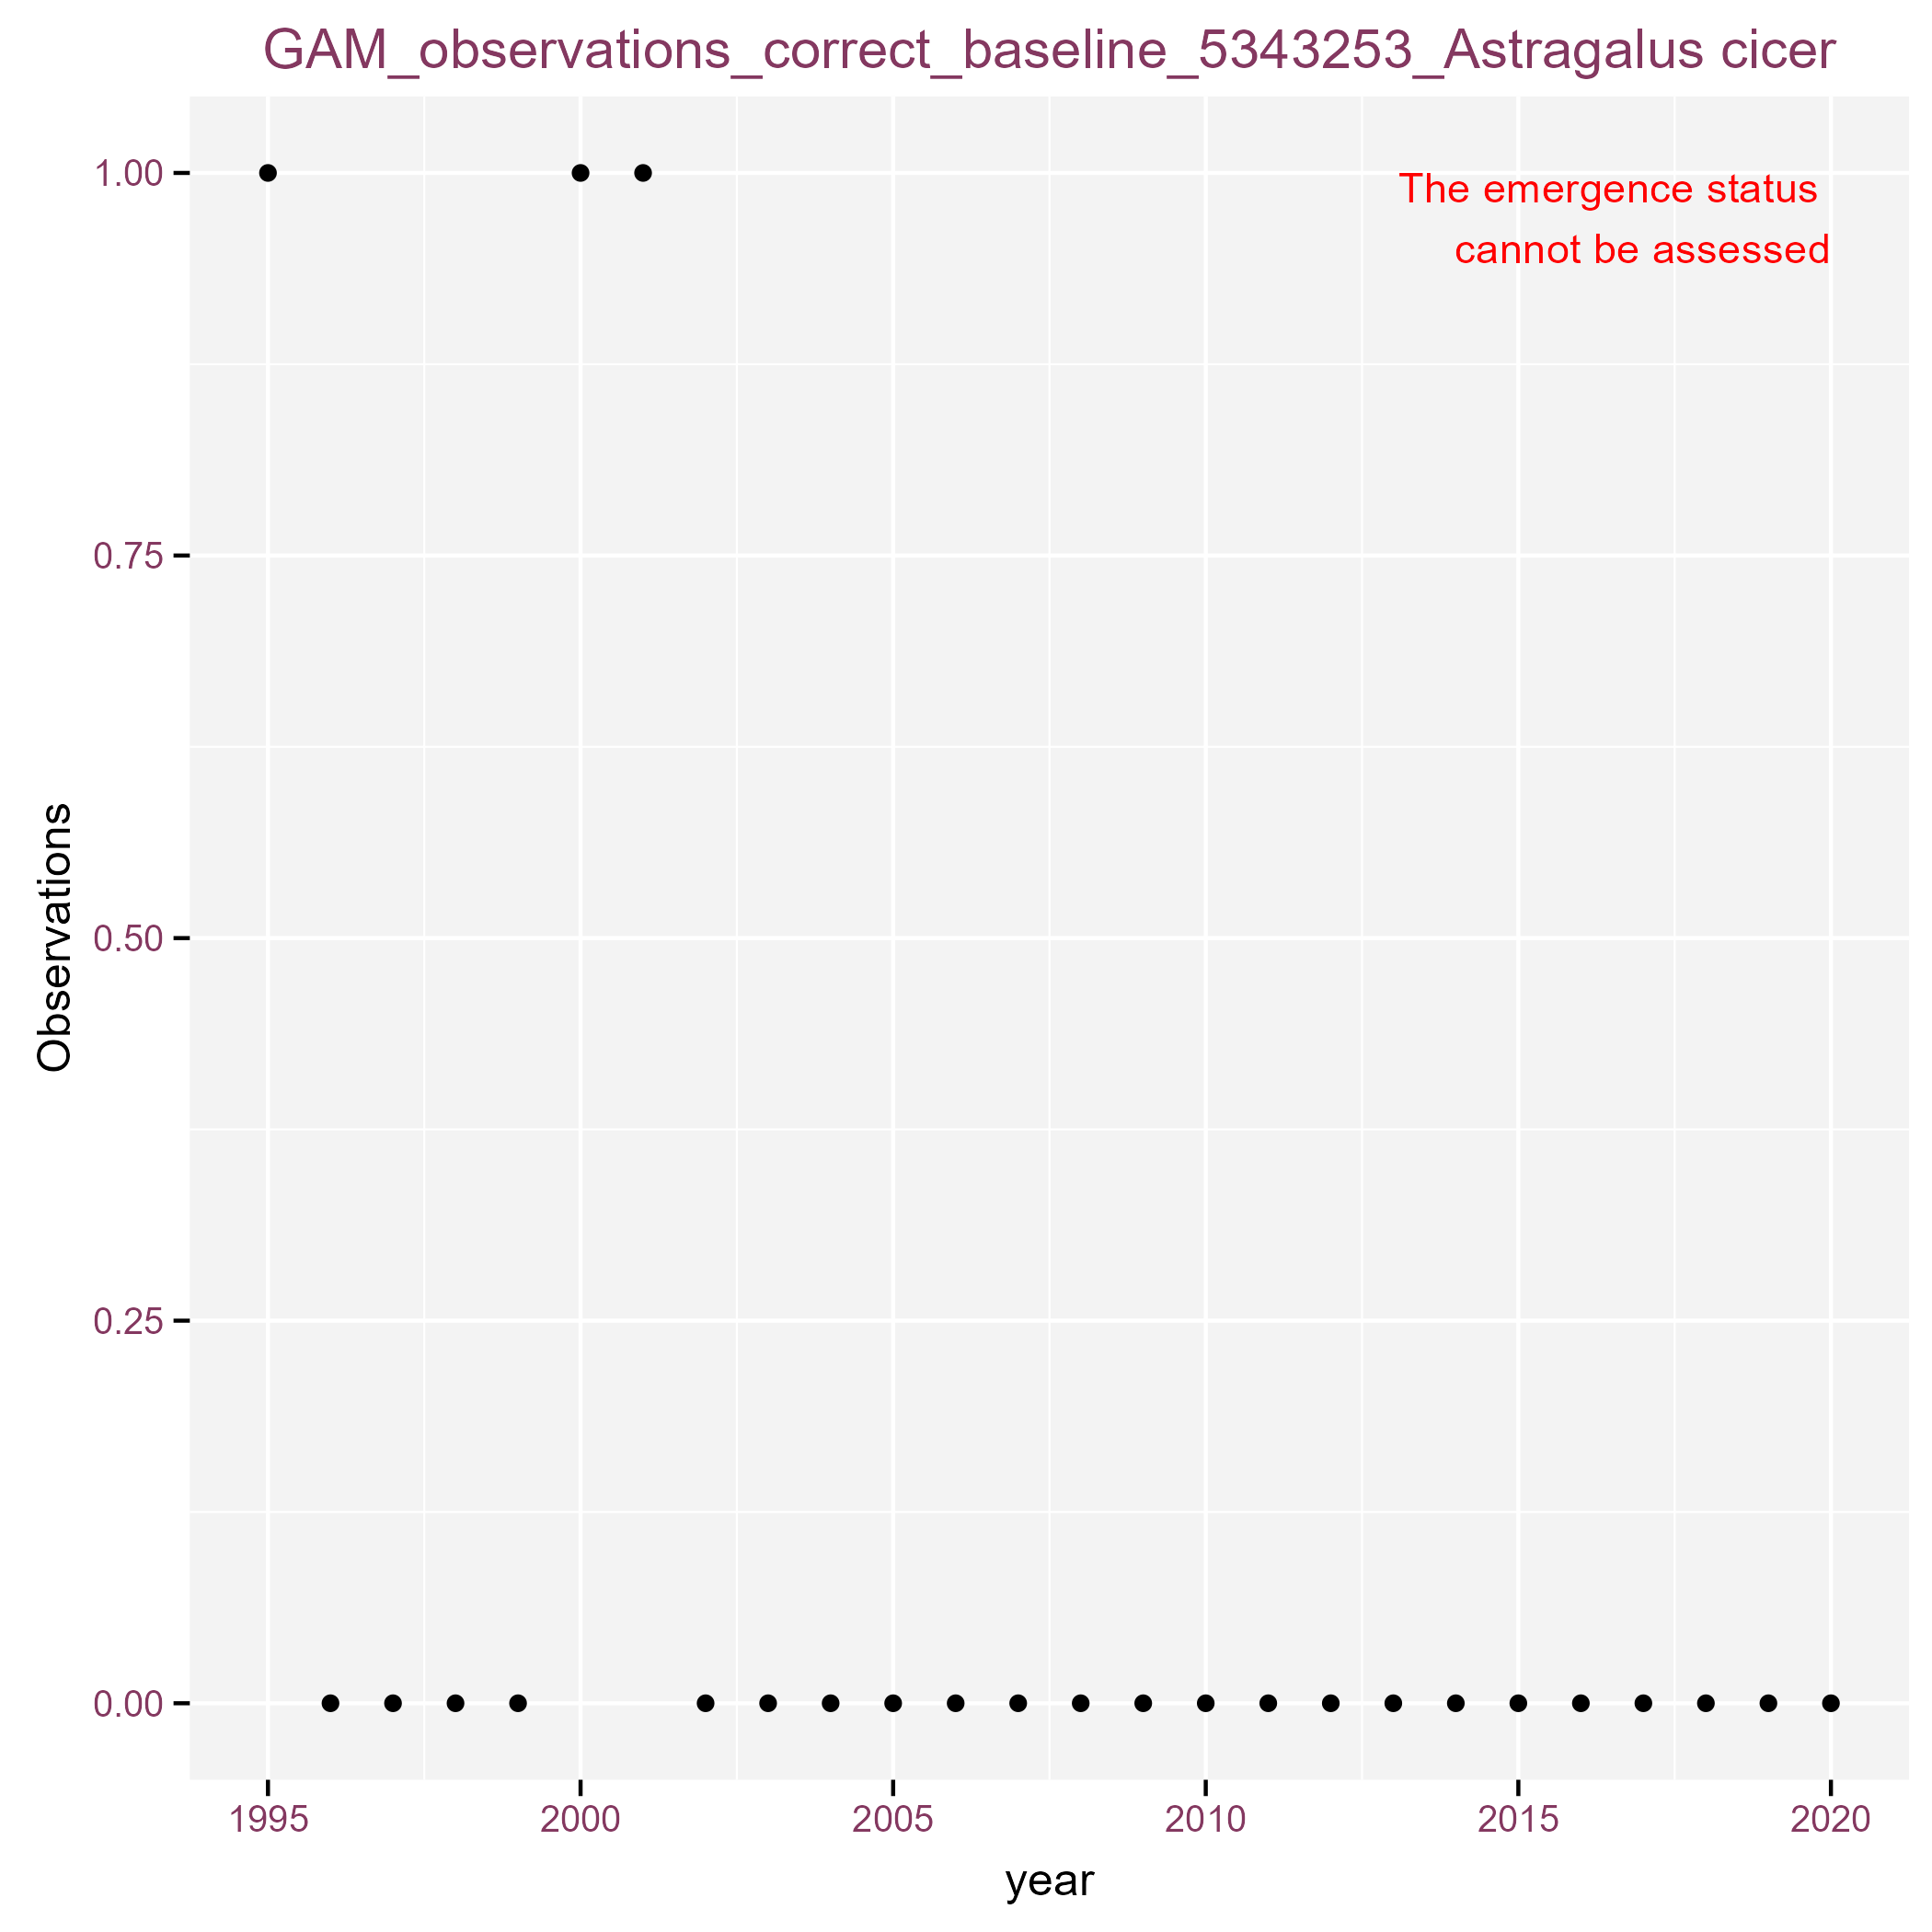 GAM_observations_correct_baseline_5343253_Astragalus cicer
1.00
The emergence status
cannot be assessed
0.75
Observations
0.50
0.25
0.00
1995 2000 2005 2010 2015 2020
year